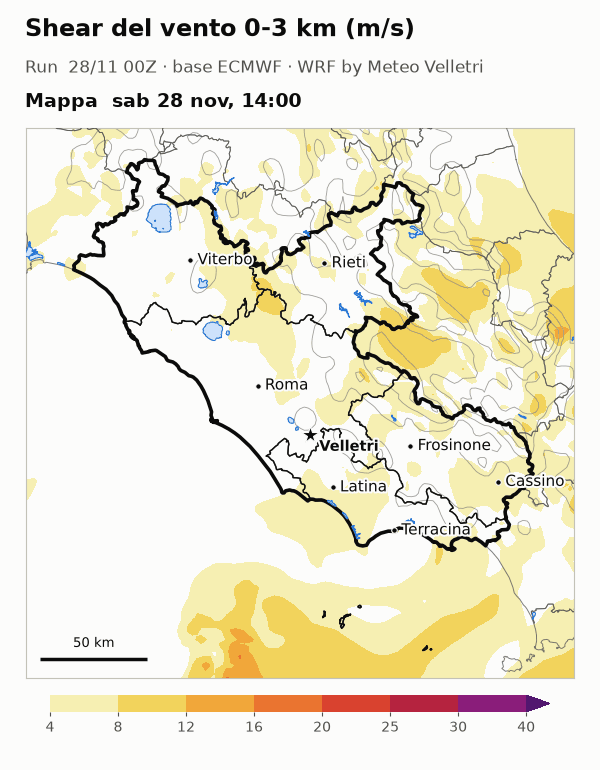 Shear del vento 0-3 km (m/s)
Run  28/11 00Z · base ECMWF · WRF by Meteo Velletri
Mappa  sab 28 nov, 14:00
Viterbo
Rieti
Roma
Velletri
Frosinone
Cassino
Latina
Terracina
50 km
4 8 12 16 20 25 30 40